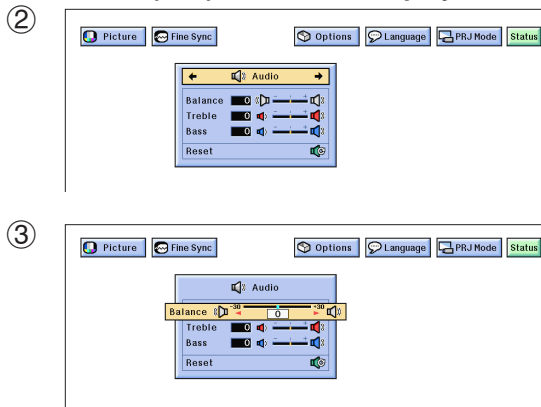 ②
Picture Fine Sync Options Language PRJ Mode Status
Audio
Balance 0 - +
Treble 0 - +
Bass 0 - +
Reset
③
Picture Fine Sync Options Language PRJ Mode Status
Audio
Balance -30 0 +30
Treble 0 - +
Bass 0 - +
Reset